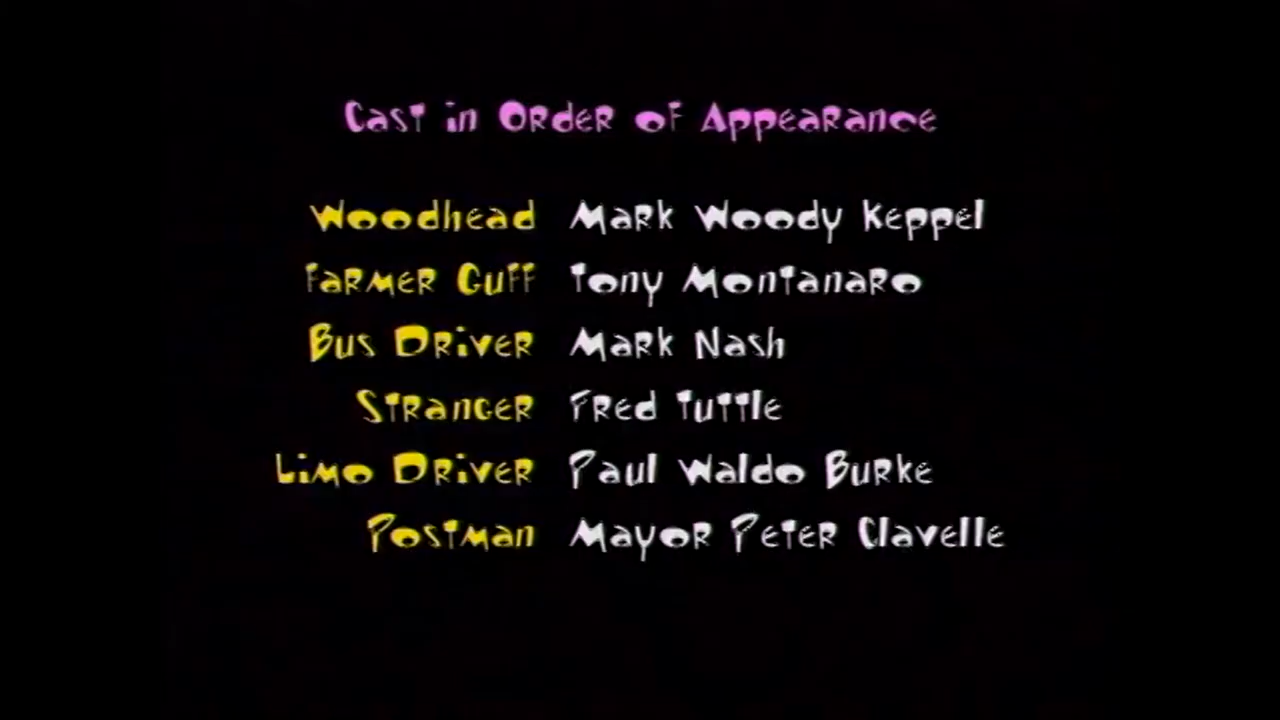 Cast in Order of Appearance
Woodhead Mark Woody Keppel
Farmer Guff Tony Montanaro
Bus Driver Mark Nash
Stranger Fred Tuttle
Limo Driver Paul Waldo Burke
Postman Mayor Peter Clavelle